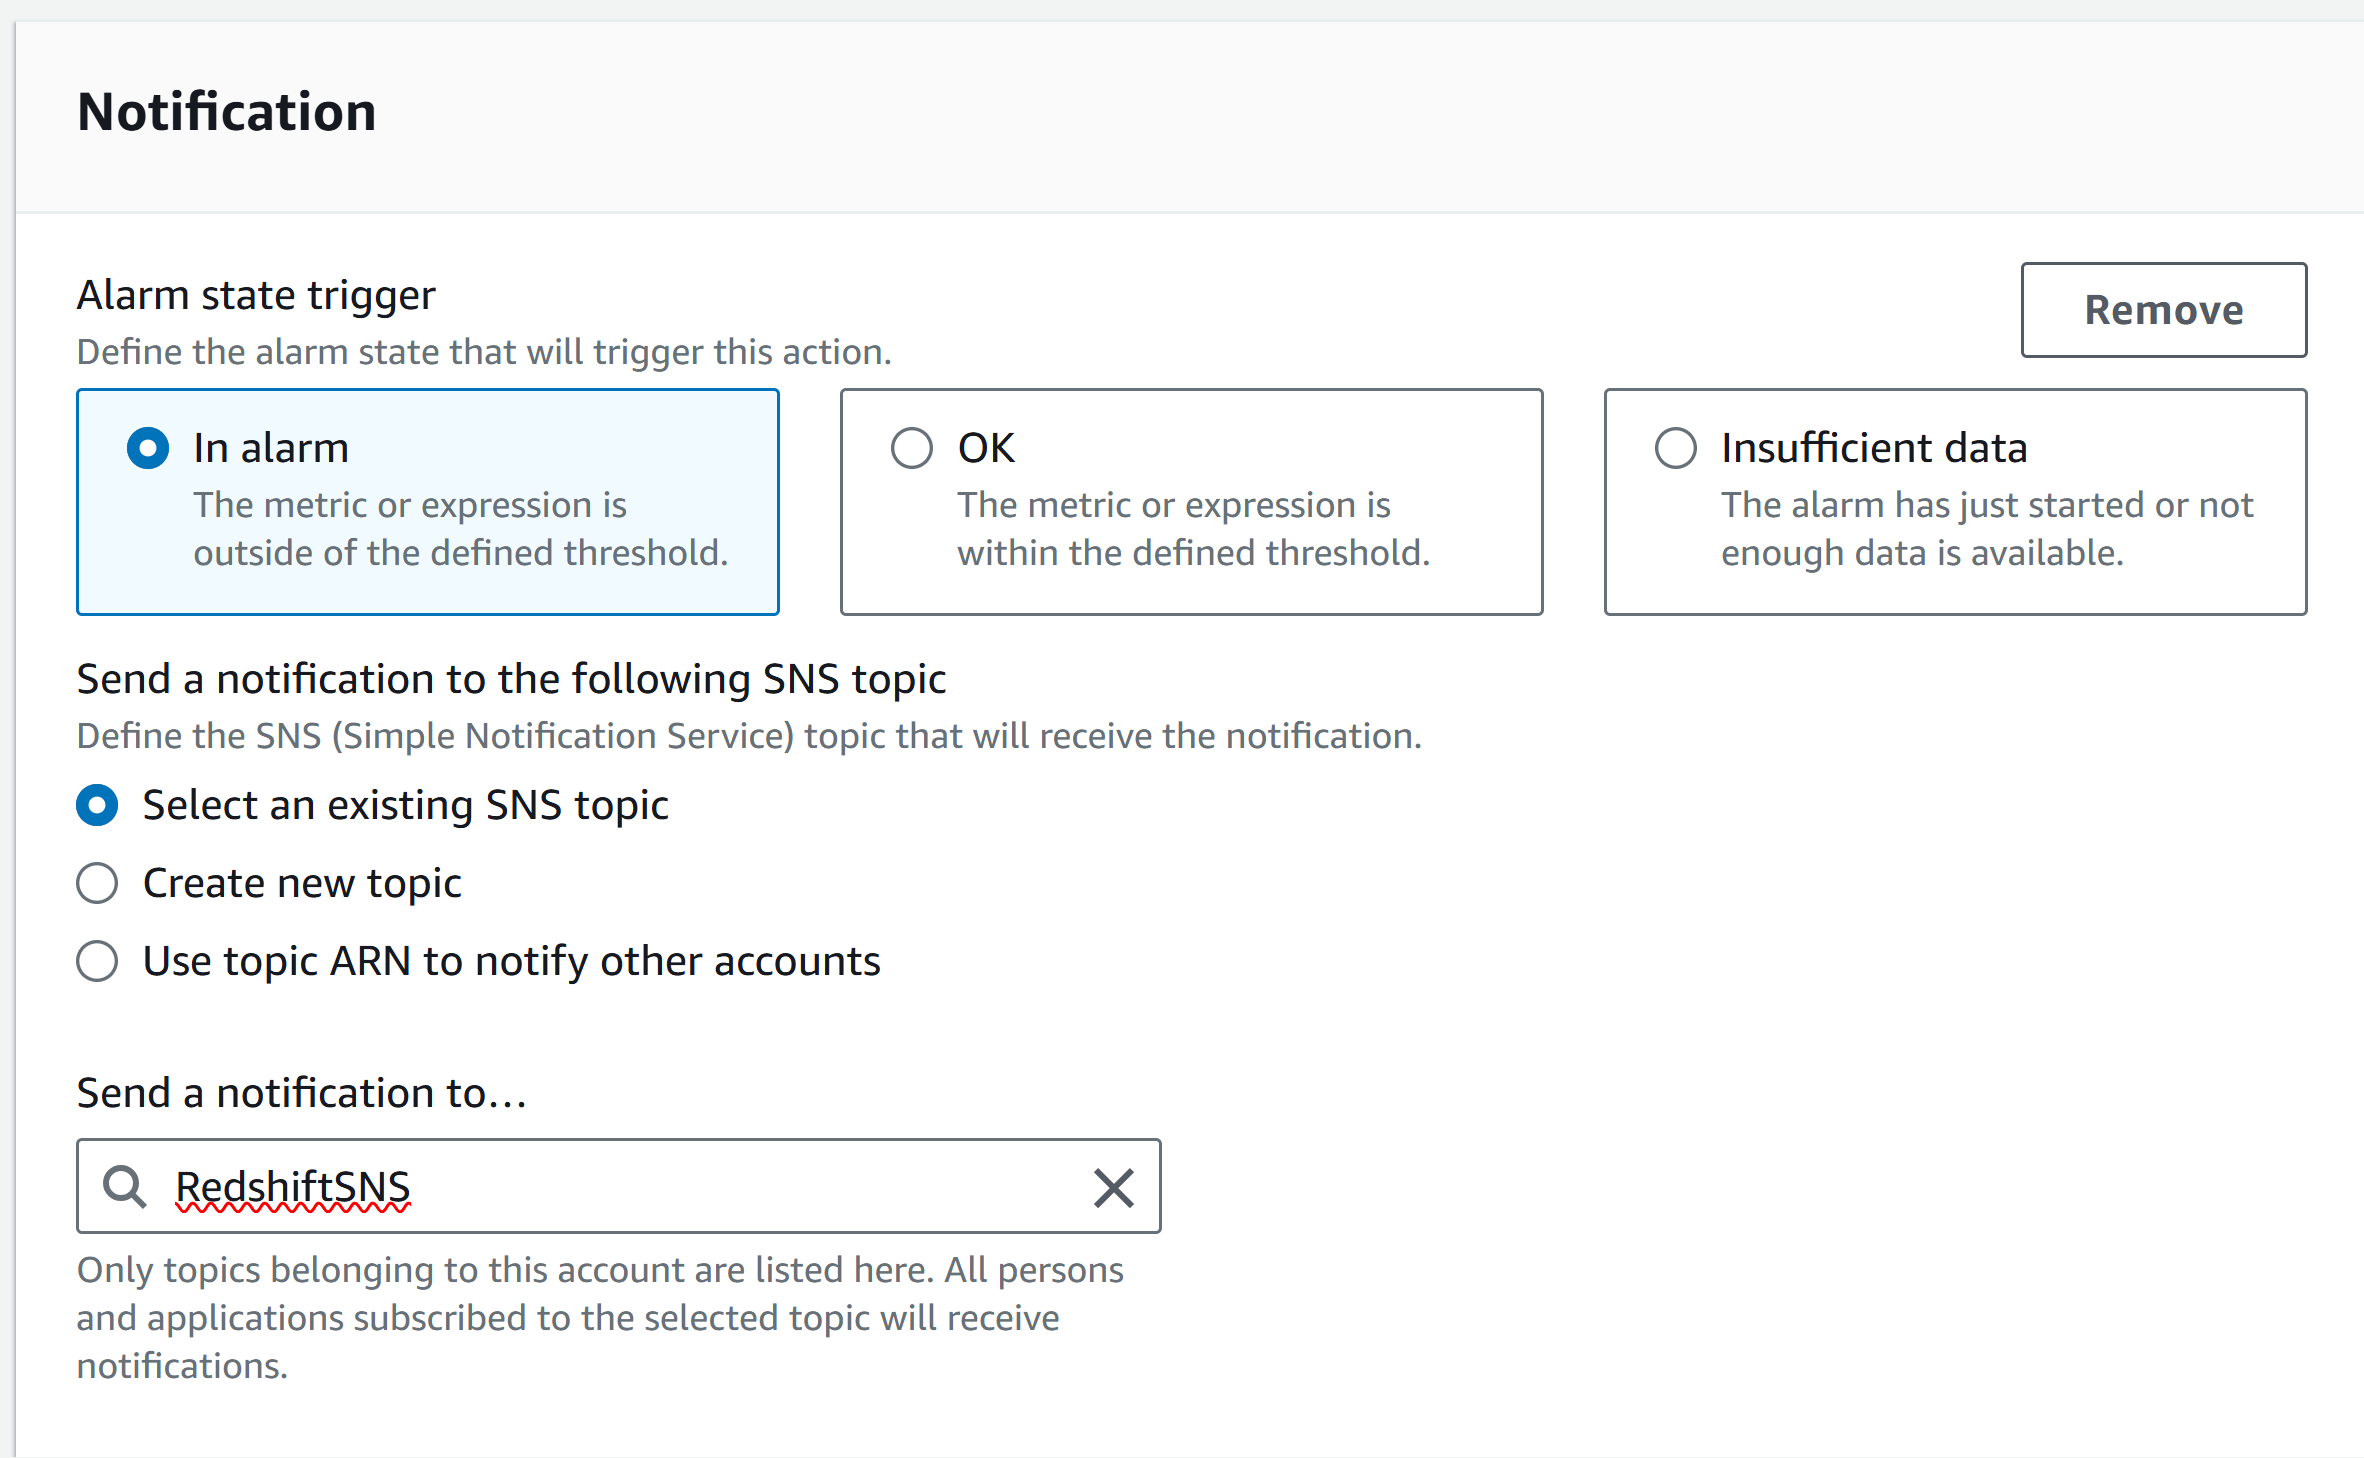 Notification
Alarm state trigger
Remove
Define the alarm state that will trigger this action.
In alarm
The metric or expression is
outside of the defined threshold.
OK
The metric or expression is
within the defined threshold.
Insufficient data
The alarm has just started or not
enough data is available.
Send a notification to the following SNS topic
Define the SNS (Simple Notification Service) topic that will receive the notification.
Select an existing SNS topic
Create new topic
Use topic ARN to notify other accounts
Send a notification to…
RedshiftSNS
Only topics belonging to this account are listed here. All persons
and applications subscribed to the selected topic will receive
notifications.